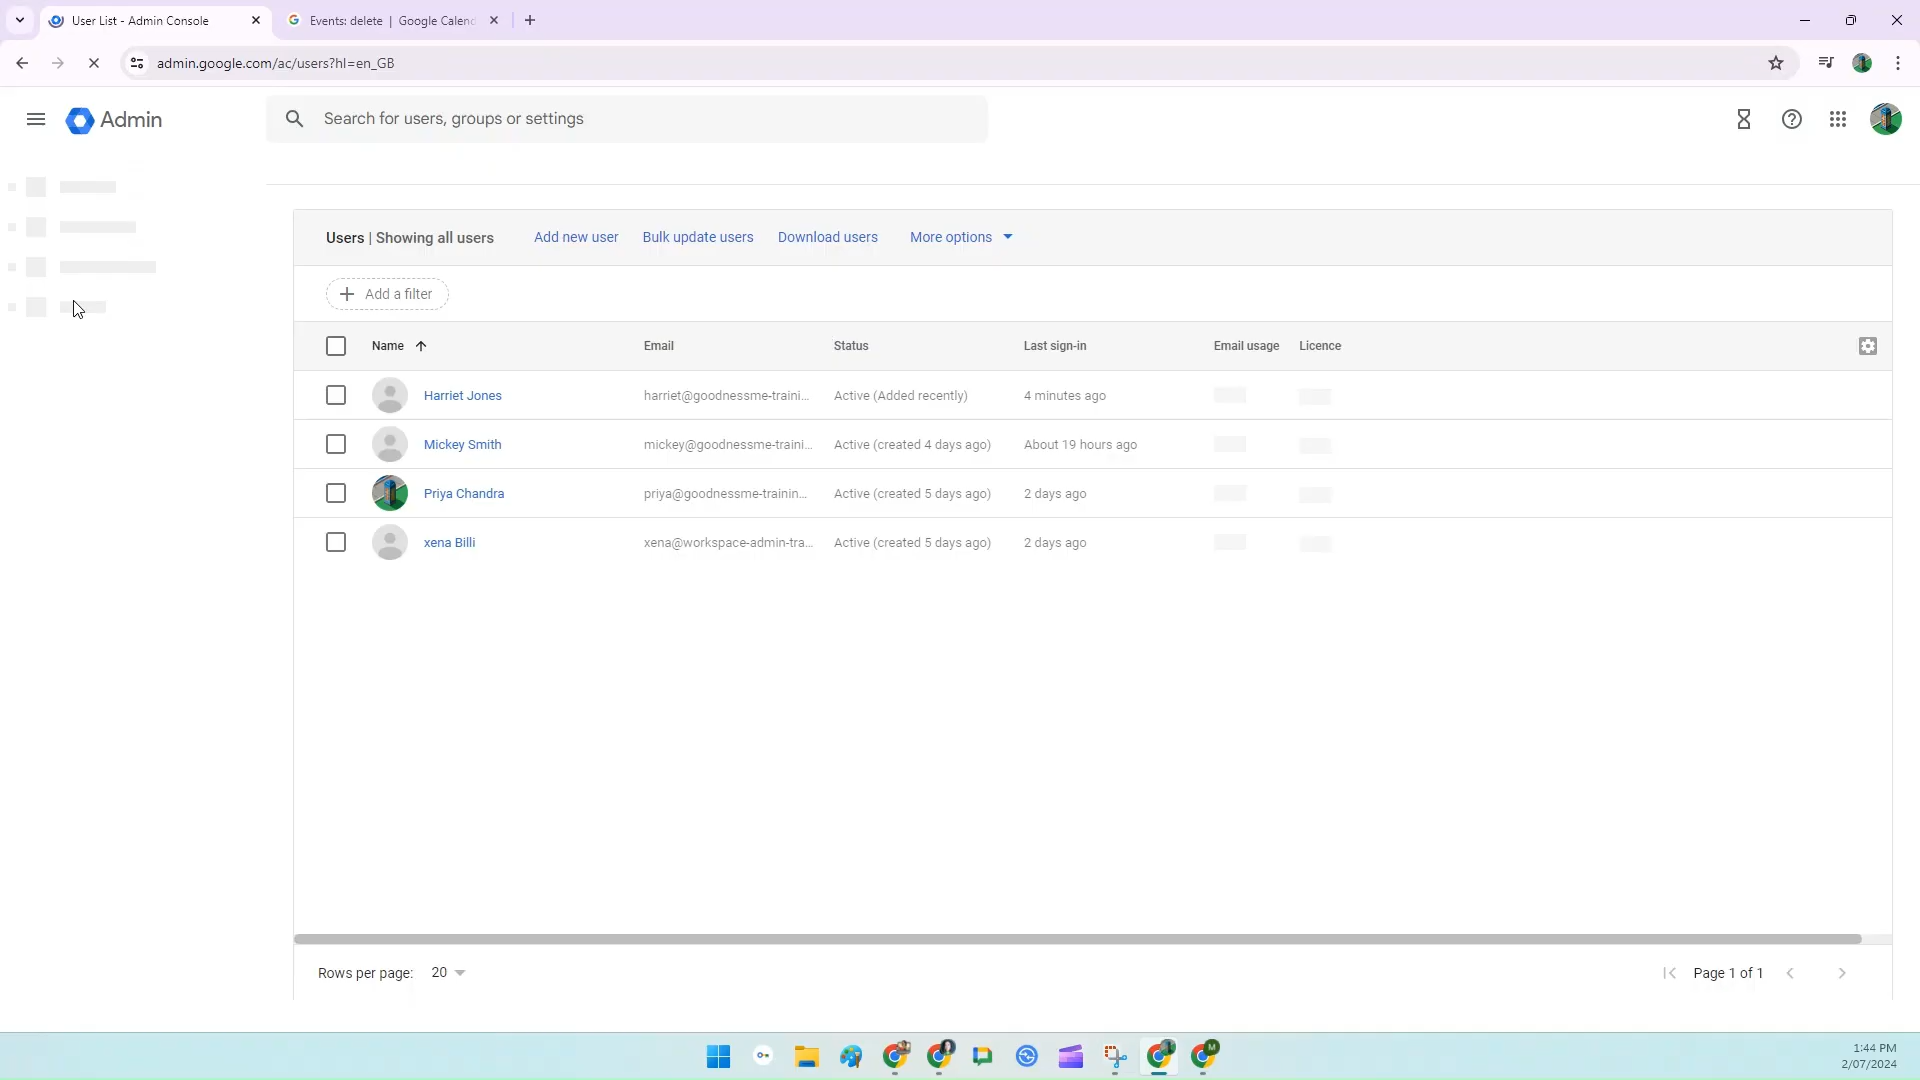 User List - Admin Console
Events: delete | Google Calend
admin.google.com/ac/users?hl=en_GB
Admin
Search for users, groups or settings
Users | Showing all users
Add new user
Bulk update users
Download users
More options
Add a filter
Name Email Status Last sign-in Email usage Licence
Harriet Jones harriet@goodnessme-traini... Active (Added recently) 4 minutes ago
Mickey Smith mickey@goodnessme-traini... Active (created 4 days ago) About 19 hours ago
Priya Chandra priya@goodnessme-trainin... Active (created 5 days ago) 2 days ago
xena Billi xena@workspace-admin-tra... Active (created 5 days ago) 2 days ago
Rows per page: 20
Page 1 of 1
M
1:44 PM
2/07/2024